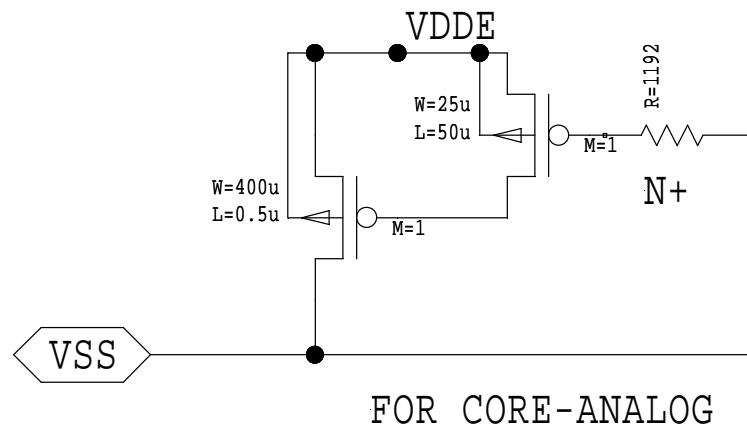 VDDE
R=1192
W=25u
L=50u
M=1
N+
W=400u
L=0.5u
M=1
VSS
FOR CORE-ANALOG